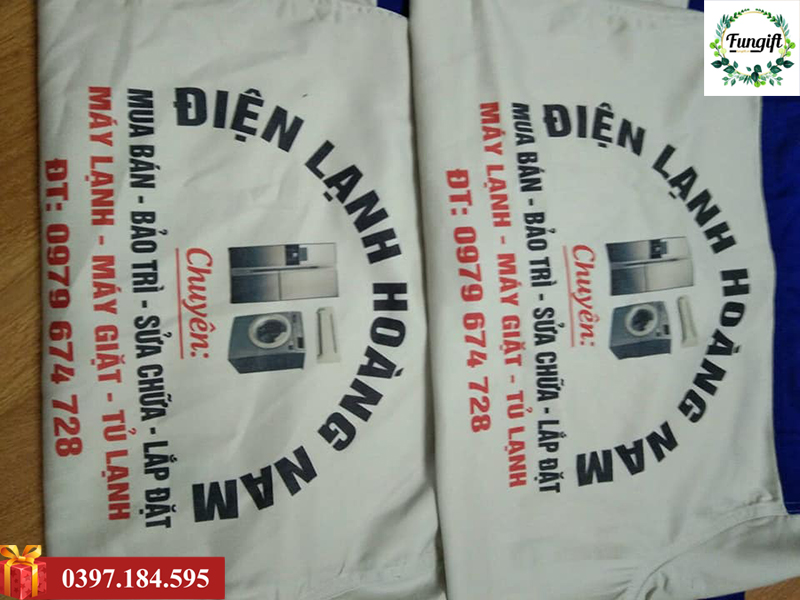 Fungift
ĐIỆN LẠNH HOÀNG NAM
Chuyên:
MUA BÁN - BẢO TRÌ - SỬA CHỮA - LẮP ĐẶT
MÁY LẠNH - MÁY GIẶT - TỦ LẠNH
ĐT: 0979 674 728
ĐIỆN LẠNH HOÀNG NAM
Chuyên:
MUA BÁN - BẢO TRÌ - SỬA CHỮA - LẮP ĐẶT
MÁY LẠNH - MÁY GIẶT - TỦ LẠNH
ĐT: 0979 674 728
0397.184.595